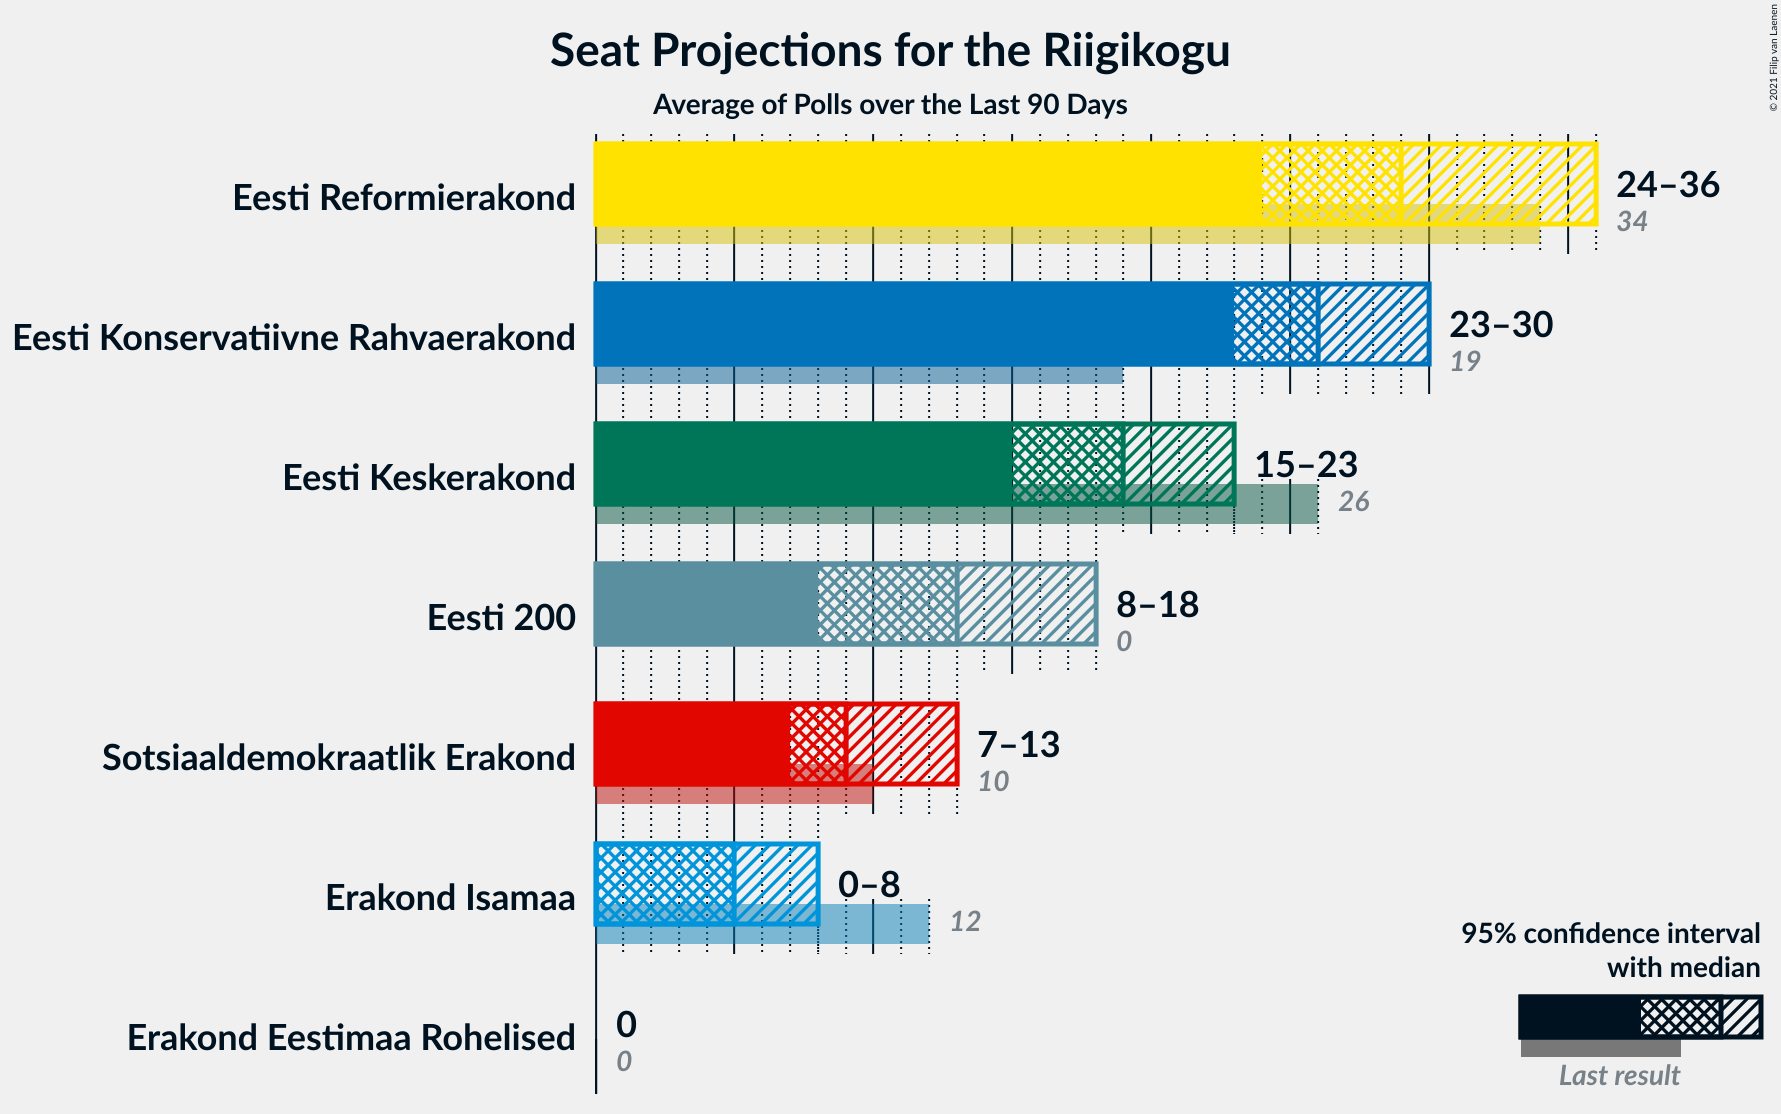 Seat Projections for the Riigikogu
Average of Polls over the Last 90 Days
© 2021 Filip van Laenen
Eesti Reformierakond
24–36
34
Eesti Konservatiivne Rahvaerakond
23–30
19
Eesti Keskerakond
15–23
26
Eesti 200
8–18
0
Sotsiaaldemokraatlik Erakond
7–13
10
Erakond Isamaa
0–8
12
Erakond Eestimaa Rohelised
0
0
95% confidence interval
with median
Last result